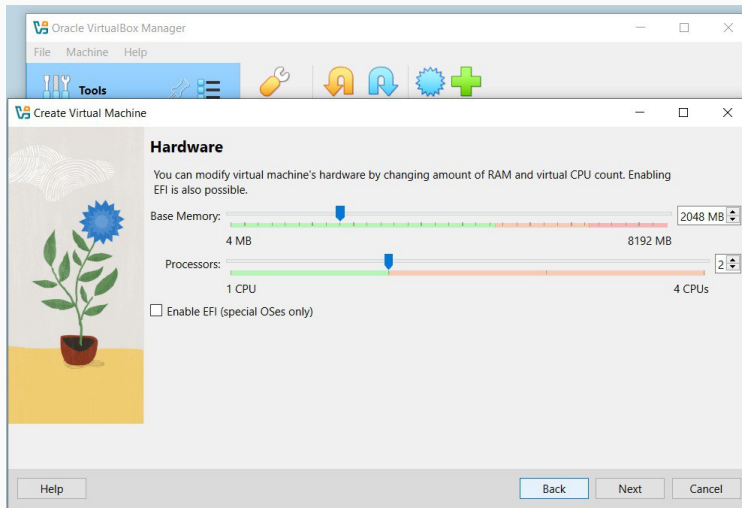 Oracle VirtualBox Manager
File Machine Help
Tools
Create Virtual Machine
Hardware
You can modify virtual machine's hardware by changing amount of RAM and virtual CPU count. Enabling
EFI is also possible.
Base Memory: 2048 MB
4 MB 8192 MB
Processors: 2
1 CPU 4 CPUs
Enable EFI (special OSes only)
Help Back Next Cancel